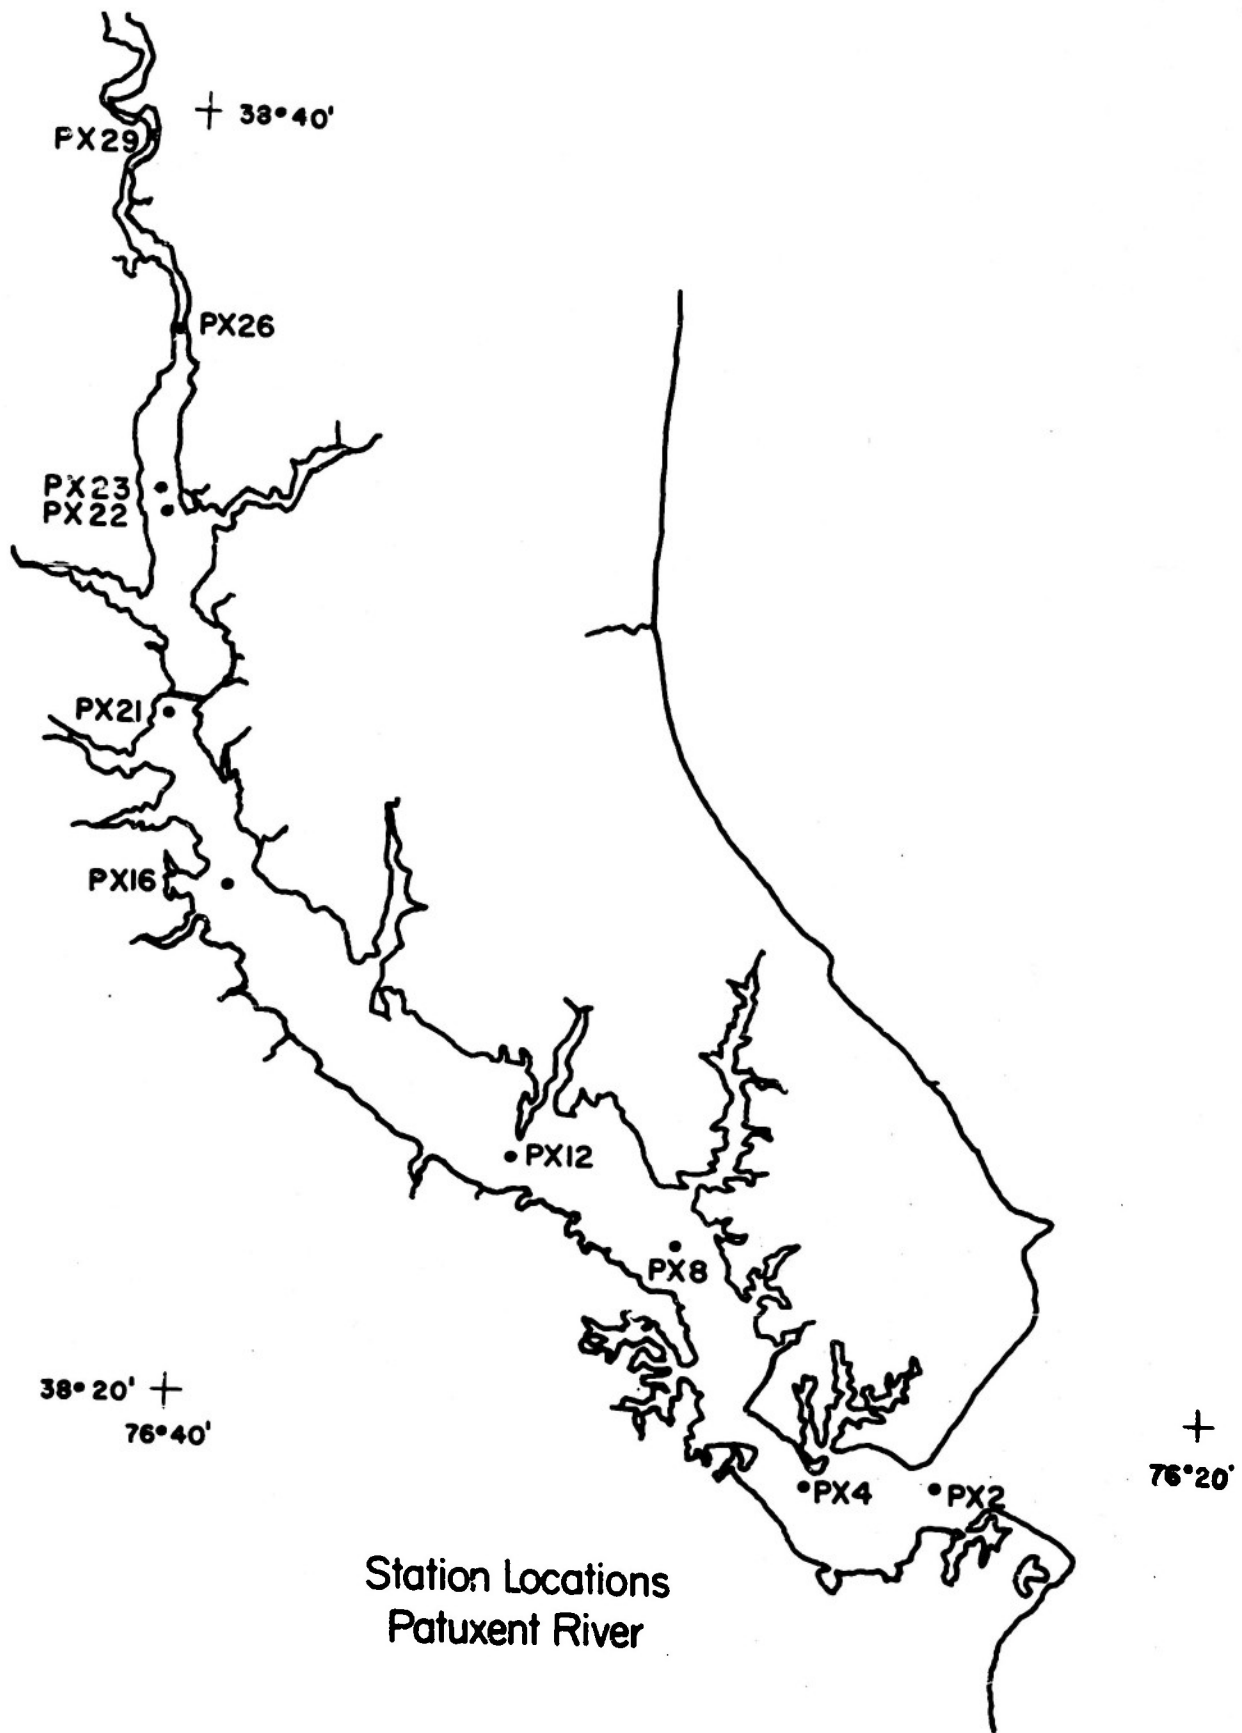 38°40'
PX29
PX26
PX23
PX22
PX21
PX16
PX12
PX8
38°20'
76°40'
76°20'
PX4
PX2
Station Locations
Patuxent River